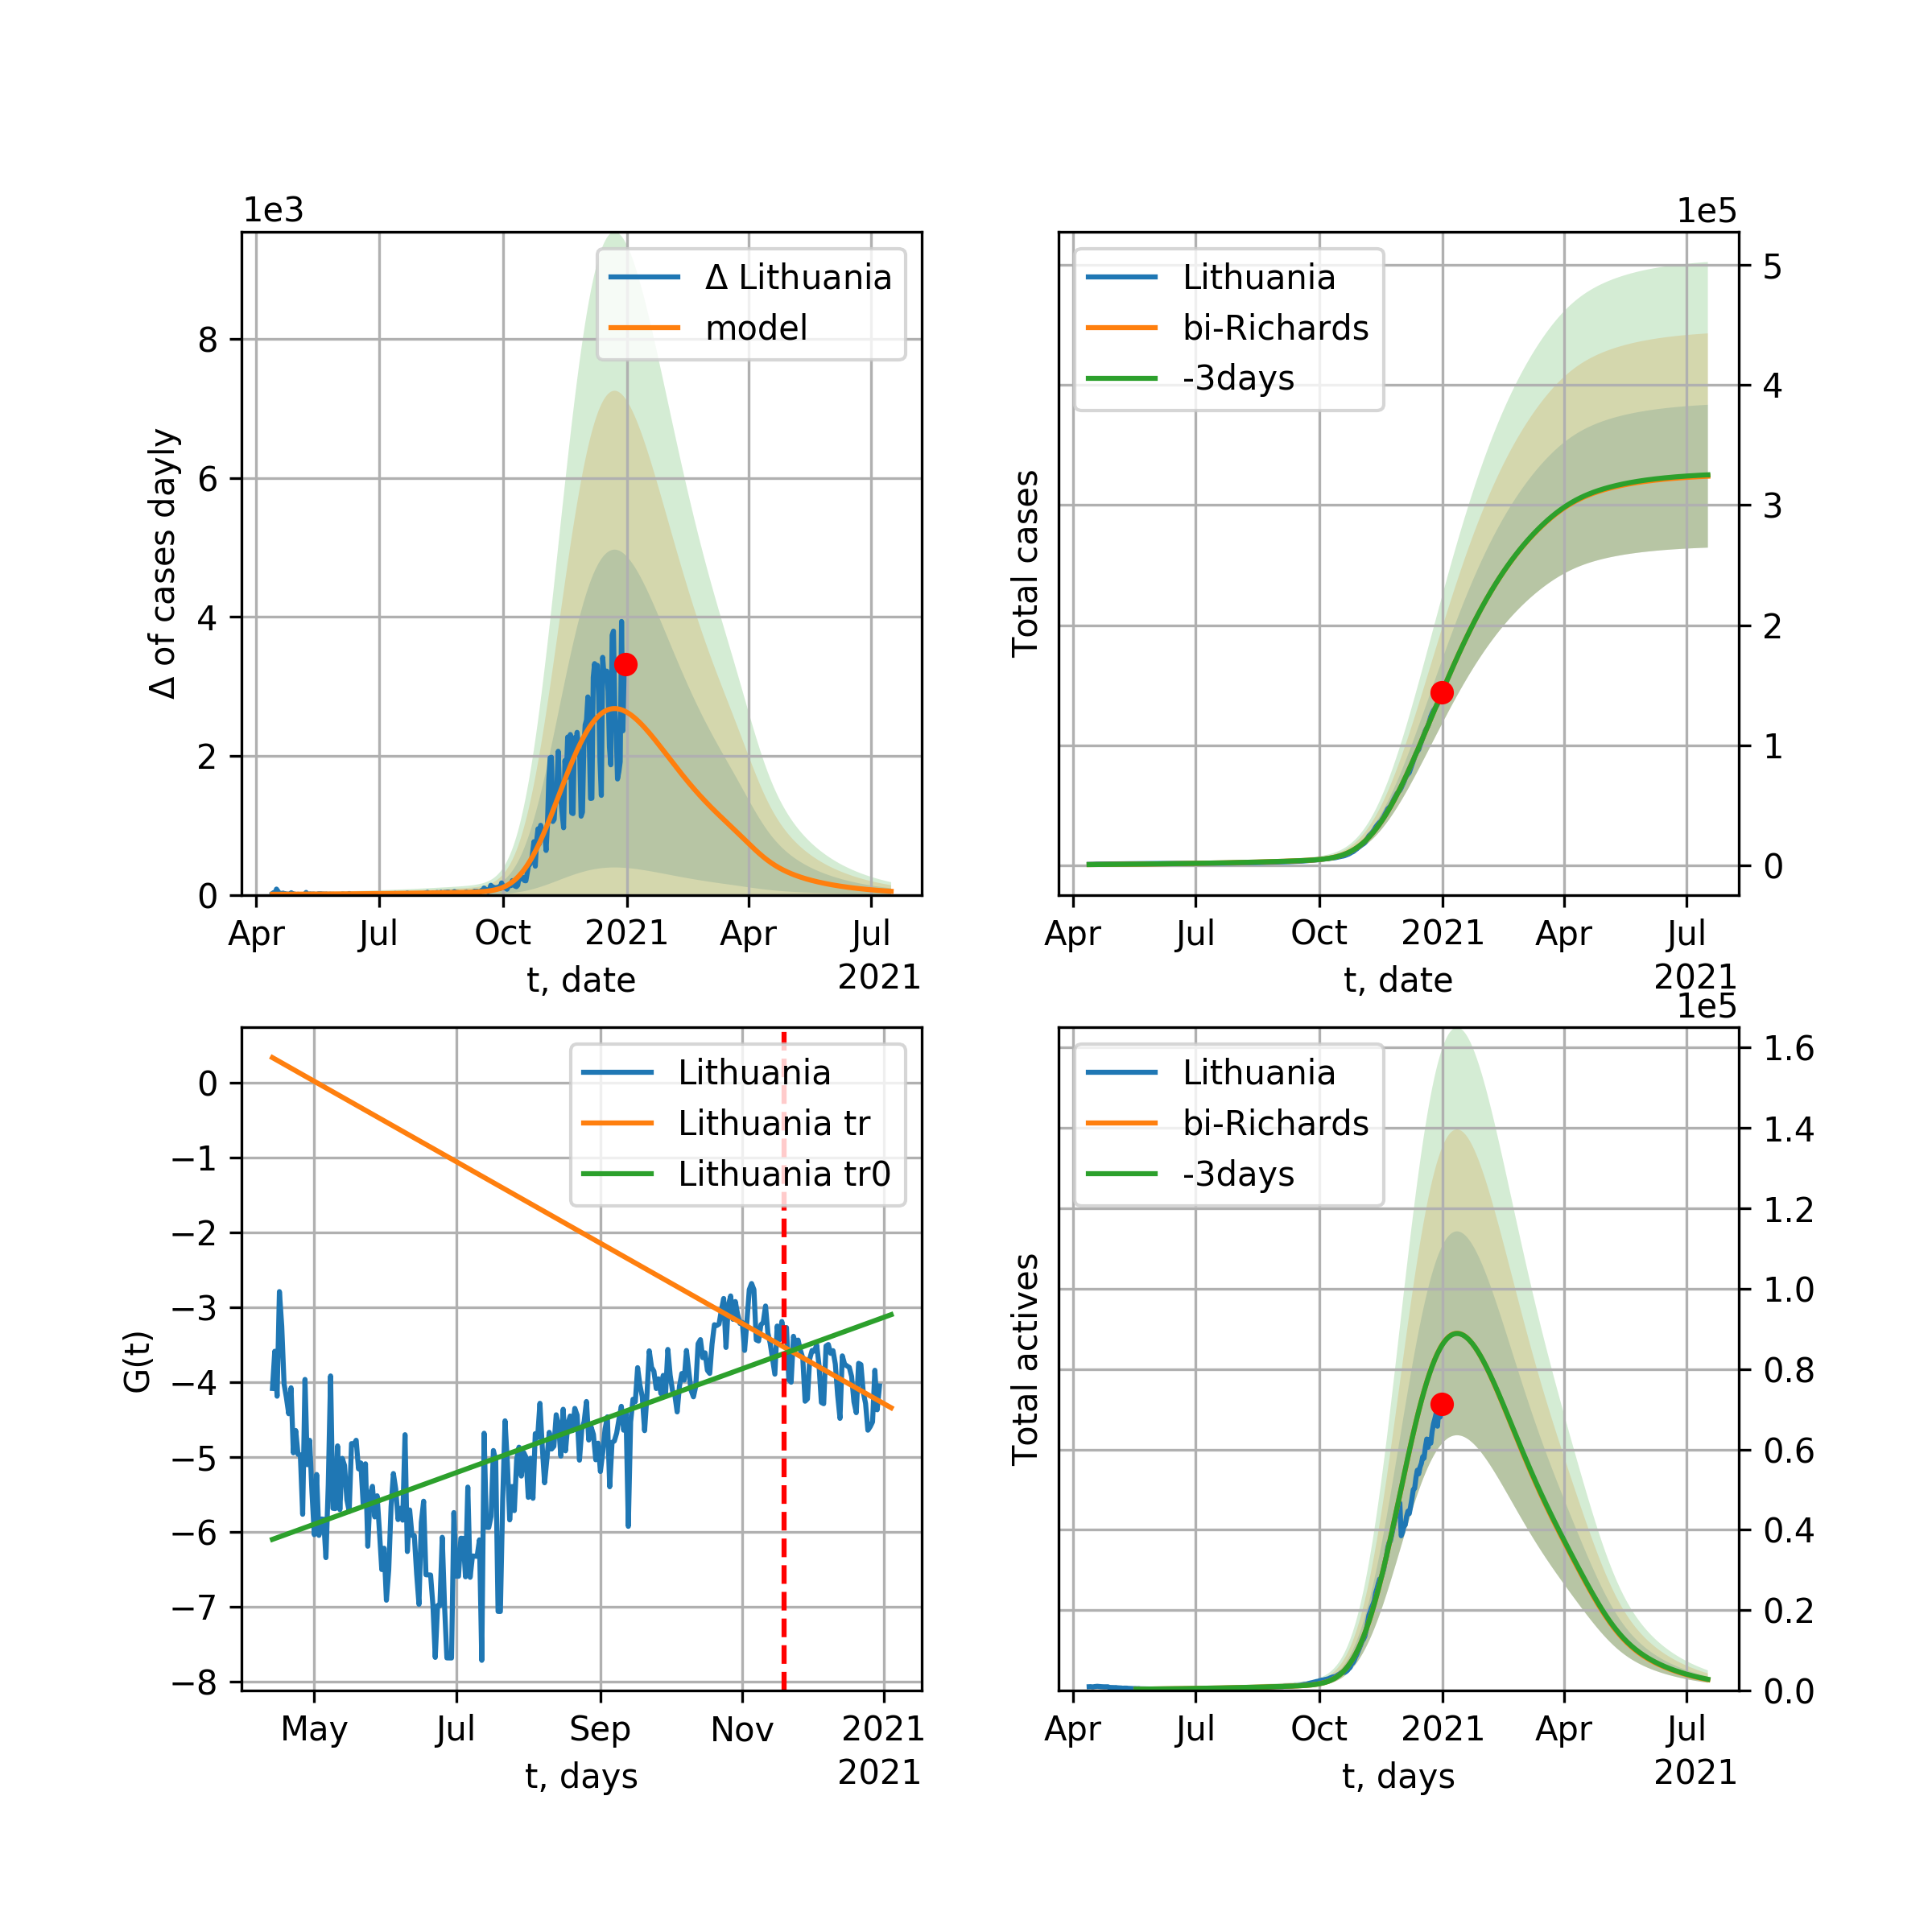 1e3
Δ of cases dayly
8
6
4
2
0
Δ Lithuania
model
Apr Jul Oct 2021 Apr Jul
t, date 2021
1e5
Total cases
Lithuania
bi-Richards
-3days
5
4
3
2
1
0
Apr Jul Oct 2021 Apr Jul
t, date 2021
G(t)
0
−1
−2
−3
−4
−5
−6
−7
−8
Lithuania
Lithuania tr
Lithuania tr0
May Jul Sep Nov 2021
t, days 2021
1e5
Total actives
Lithuania
bi-Richards
-3days
1.6
1.4
1.2
1.0
0.8
0.6
0.4
0.2
0.0
Apr Jul Oct 2021 Apr Jul
t, days 2021